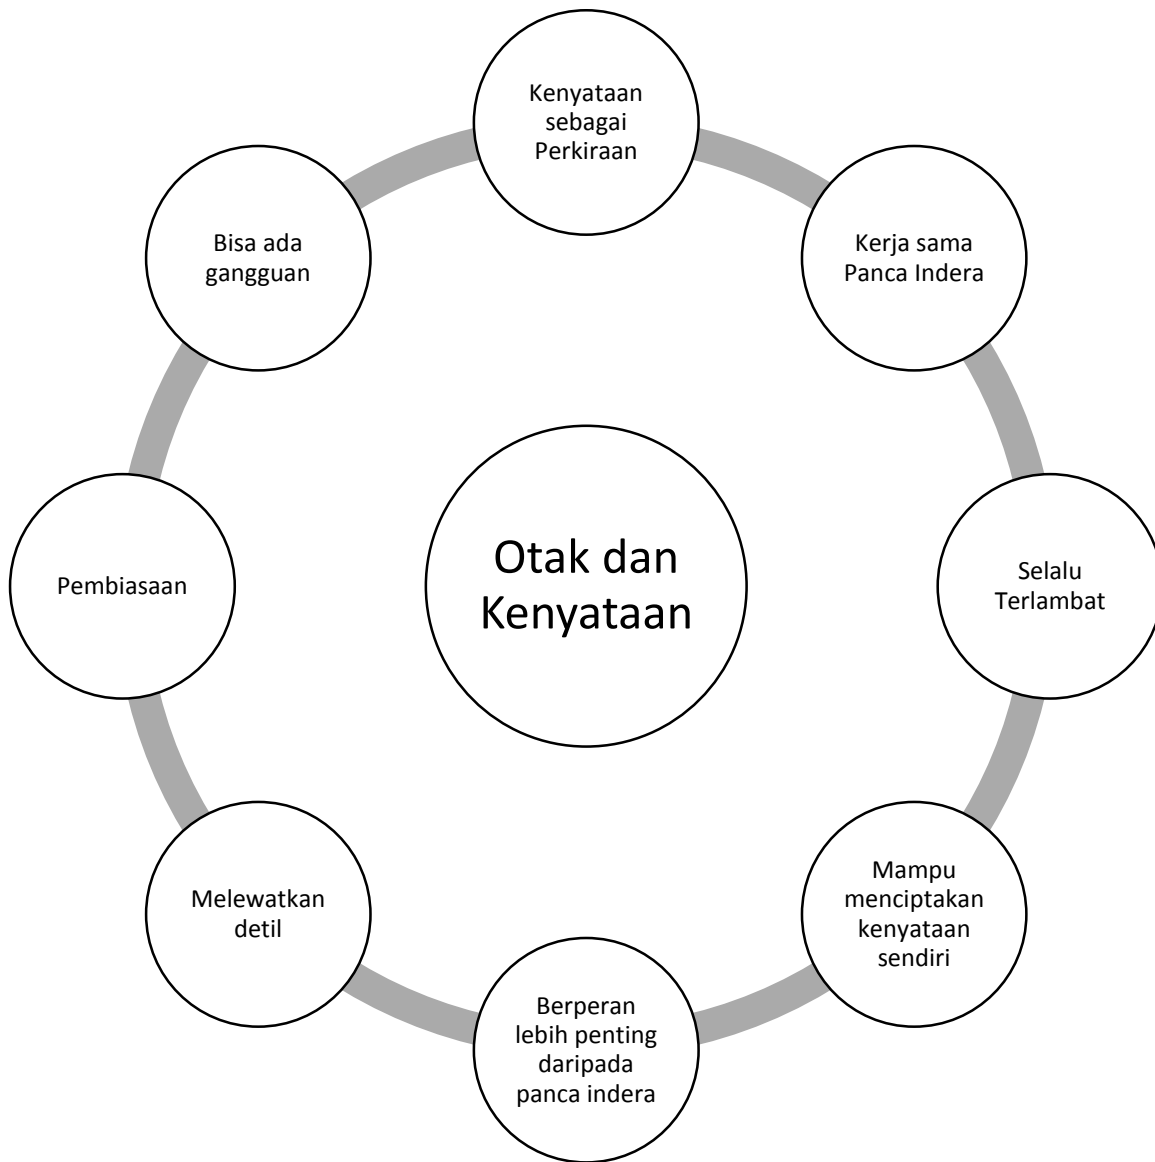 Kenyataan
sebagai
Perkiraan
Kerja sama
Panca Indera
Selalu
Terlambat
Mampu
menciptakan
kenyataan
sendiri
Berperan
lebih penting
daripada
panca indera
Melewatkan
detil
Pembiasaan
Bisa ada
gangguan
Otak dan
Kenyataan